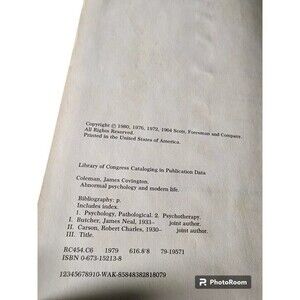 Copyright © 1980, 1976, 1972, 1964 Scott, Foresman and Company.
All Rights Reserved.
Printed in the United States of America.
Library of Congress Cataloging in Publication Data
Coleman, James Covington.
Abnormal psychology and modern life.
Bibliography: p.
Includes index.
1. Psychology, Pathological. 2. Psychotherapy.
I. Butcher, James Neal, 1933- joint author.
II. Carson, Robert Charles, 1930- joint author.
III. Title.
RC454.C6 1979 616.8'8 79-19571
ISBN 0-673-15213-8
12345678910-WAK-85848382818079
PhotoRoom